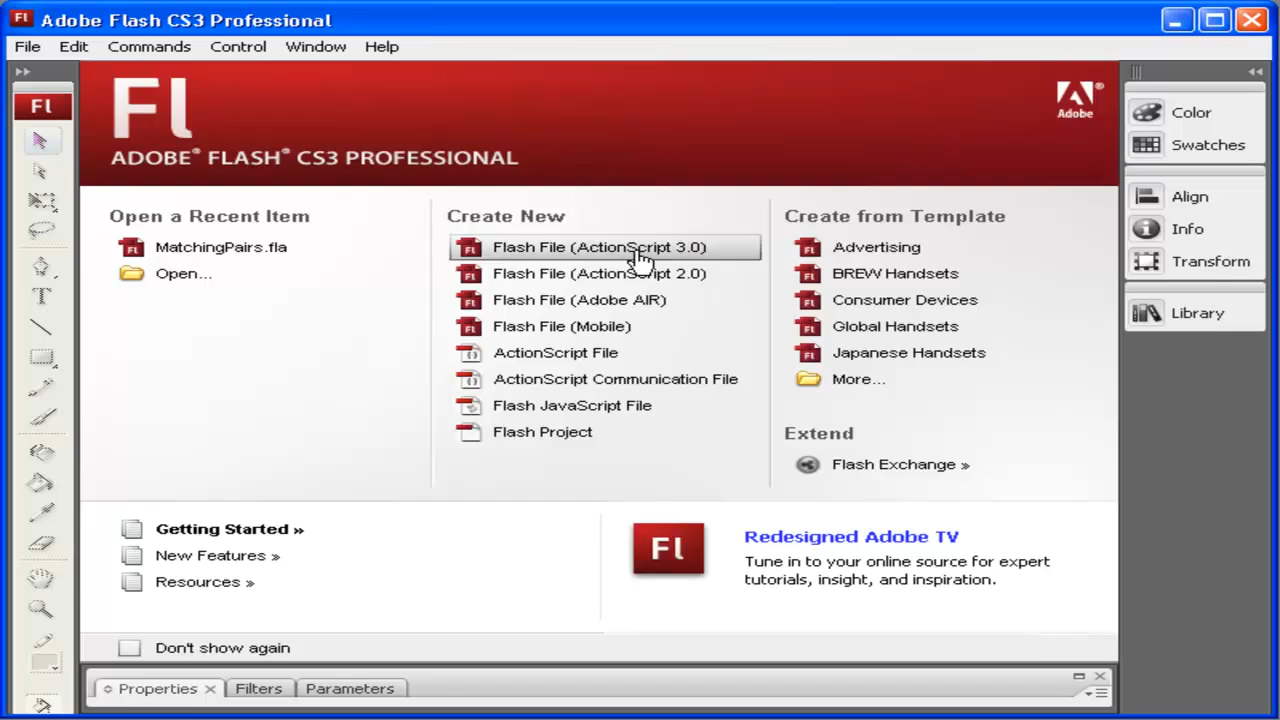 Fl Adobe Flash CS3 Professional
File Edit Commands Control Window Help
Fl
Fl
ADOBE® FLASH® CS3 PROFESSIONAL
Adobe®
Open a Recent Item
MatchingPairs.fla
Open...
Create New
Flash File (ActionScript 3.0)
Flash File (ActionScript 2.0)
Flash File (Adobe AIR)
Flash File (Mobile)
ActionScript File
ActionScript Communication File
Flash JavaScript File
Flash Project
Create from Template
Advertising
BREW Handsets
Consumer Devices
Global Handsets
Japanese Handsets
More...
Extend
Flash Exchange »
Getting Started »
New Features »
Resources »
Fl
Redesigned Adobe TV
Tune in to your online source for expert
tutorials, insight, and inspiration.
Don't show again
Properties Filters Parameters
Color
Swatches
Align
Info
Transform
Library